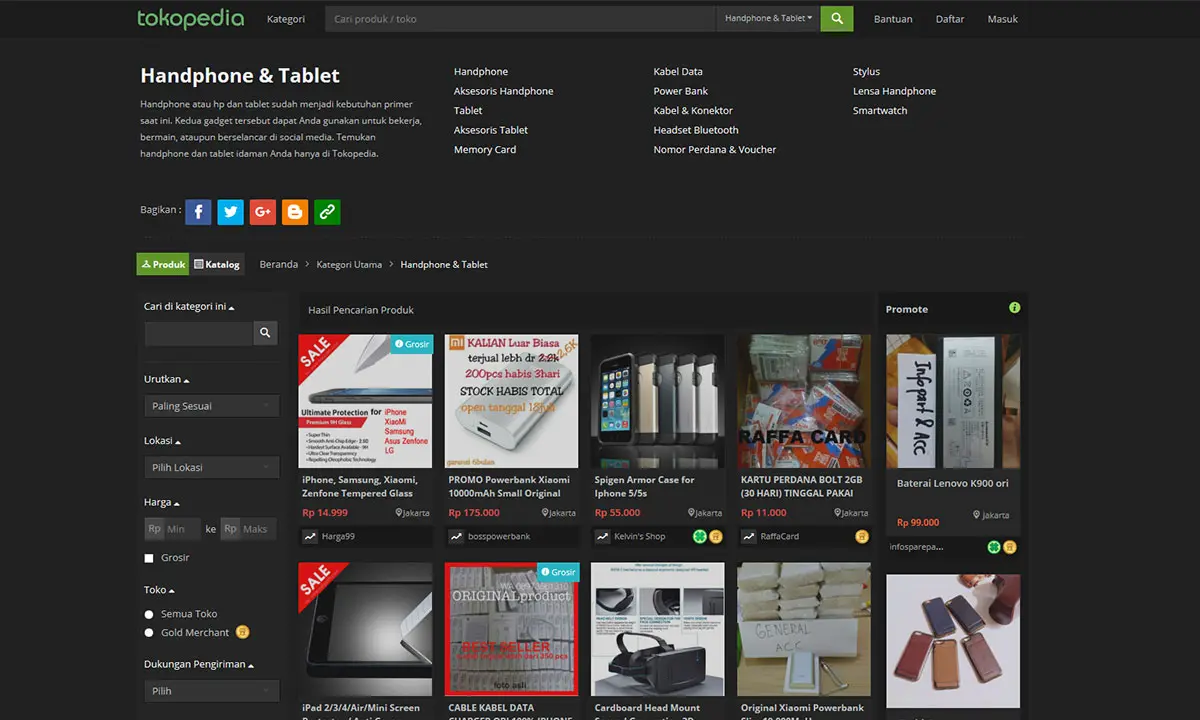 tokopedia
Kategori
Cari produk / toko
Handphone & Tablet
Bantuan
Daftar
Masuk
Handphone & Tablet
Handphone atau hp dan tablet sudah menjadi kebutuhan primer
saat ini. Kedua gadget tersebut dapat Anda gunakan untuk bekerja,
bermain, ataupun berselancar di social media. Temukan
handphone dan tablet idaman Anda hanya di Tokopedia.
Handphone
Aksesoris Handphone
Tablet
Aksesoris Tablet
Memory Card
Kabel Data
Power Bank
Kabel & Konektor
Headset Bluetooth
Nomor Perdana & Voucher
Stylus
Lensa Handphone
Smartwatch
Bagikan :
Produk
Katalog
Beranda > Kategori Utama > Handphone & Tablet
Cari di kategori ini
Urutkan
Paling Sesuai
Lokasi
Pilih Lokasi
Harga
Rp Min ke Rp Maks
Grosir
Toko
Semua Toko
Gold Merchant
Dukungan Pengiriman
Pilih
Hasil Pencarian Produk
SALE
Grosir
Ultimate Protection for
Premium 9H Glass
iPhone
XiaoMi
Samsung
Asus Zenfone
LG
iPhone, Samsung, Xiaomi,
Zenfone Tempered Glass
Rp 14.999
Jakarta
Harga99
KALIAN Luar Biasa
terjual lebh dr 2.2k
200pcs habis 3hari
STOCK HABIS TOTAL
open tanggal 18jun
PROMO Powerbank Xiaomi
10000mAh Small Original
Rp 175.000
Jakarta
bosspowerbank
Spigen Armor Case for
Iphone 5/5s
Rp 55.000
Jakarta
Kelvin's Shop
RAFFA CARD
KARTU PERDANA BOLT 2GB
(30 HARI) TINGGAL PAKAI
Rp 11.000
Jakarta
RaffaCard
SALE
iPad 2/3/4/Air/Mini Screen
Grosir
ORIGINALproduct
BEST SELLER
foto asli
CABLE KABEL DATA
CHARGER ORI 100% IPHONE
Cardboard Head Mount
GENERAL
ACC
Original Xiaomi Powerbank
Promote
Infopart & Acc
Baterai Lenovo K900 ori
Rp 99.000
jakarta
infosparepa...